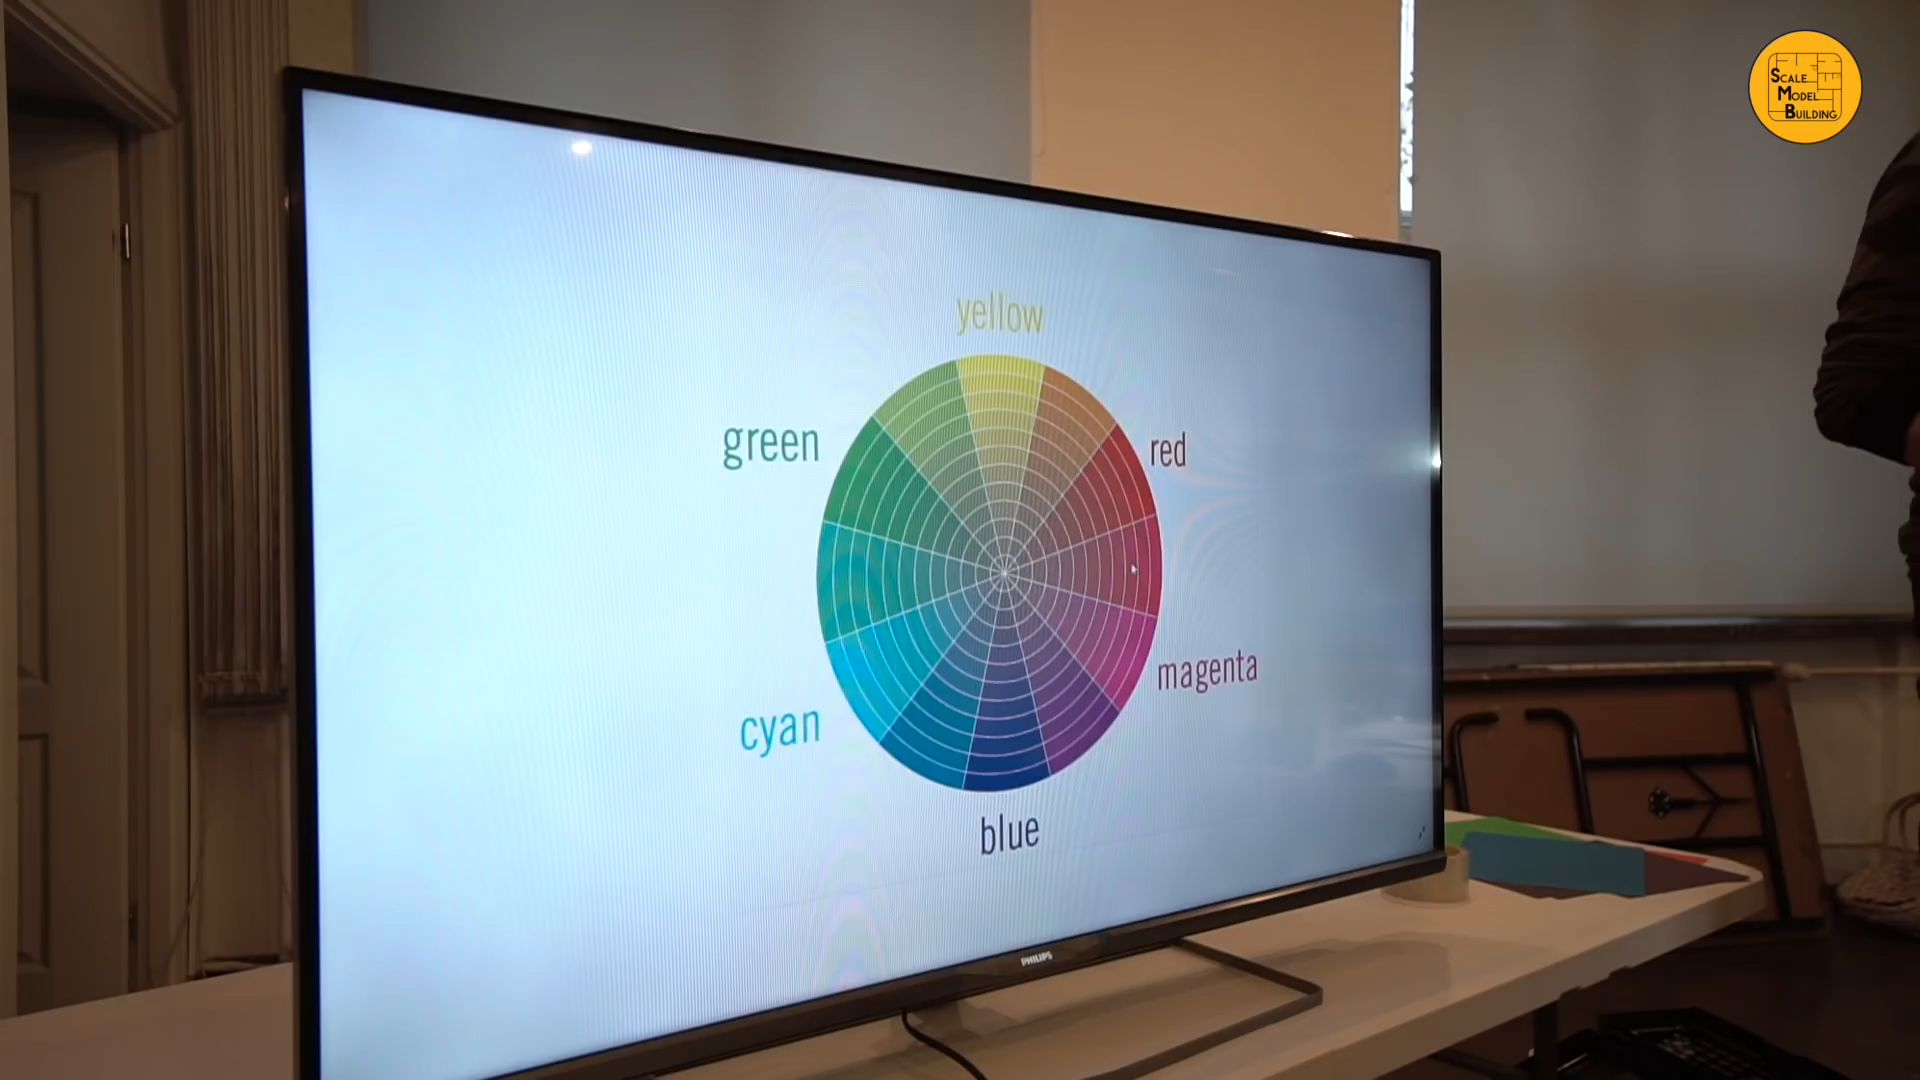 SCALE
MODEL
BUILDING
yellow
green
red
magenta
cyan
blue
PHILIPS